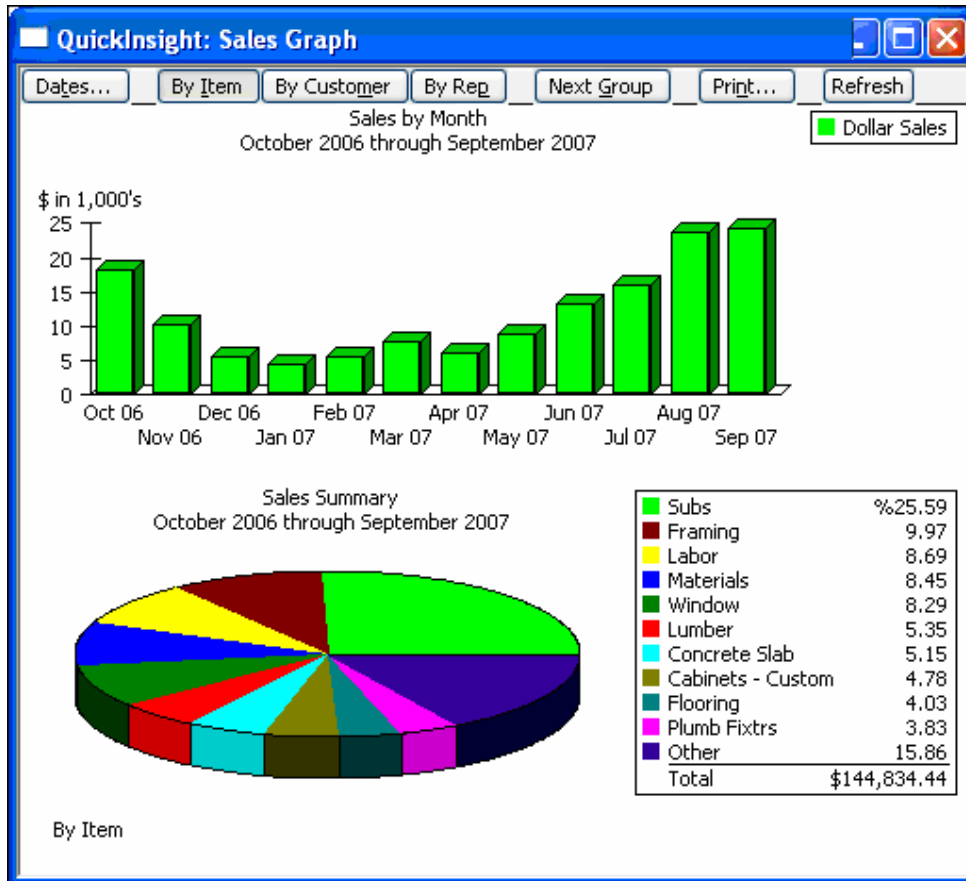 QuickInsight: Sales Graph
Dates... By Item By Customer By Rep Next Group Print... Refresh
Sales by Month
October 2006 through September 2007
Dollar Sales
$ in 1,000's
25
20
15
10
5
0
Oct 06 Dec 06 Feb 07 Apr 07 Jun 07 Aug 07
Nov 06 Jan 07 Mar 07 May 07 Jul 07 Sep 07
Sales Summary
October 2006 through September 2007
Subs %25.59
Framing 9.97
Labor 8.69
Materials 8.45
Window 8.29
Lumber 5.35
Concrete Slab 5.15
Cabinets - Custom 4.78
Flooring 4.03
Plumb Fixtrs 3.83
Other 15.86
Total $144,834.44
By Item